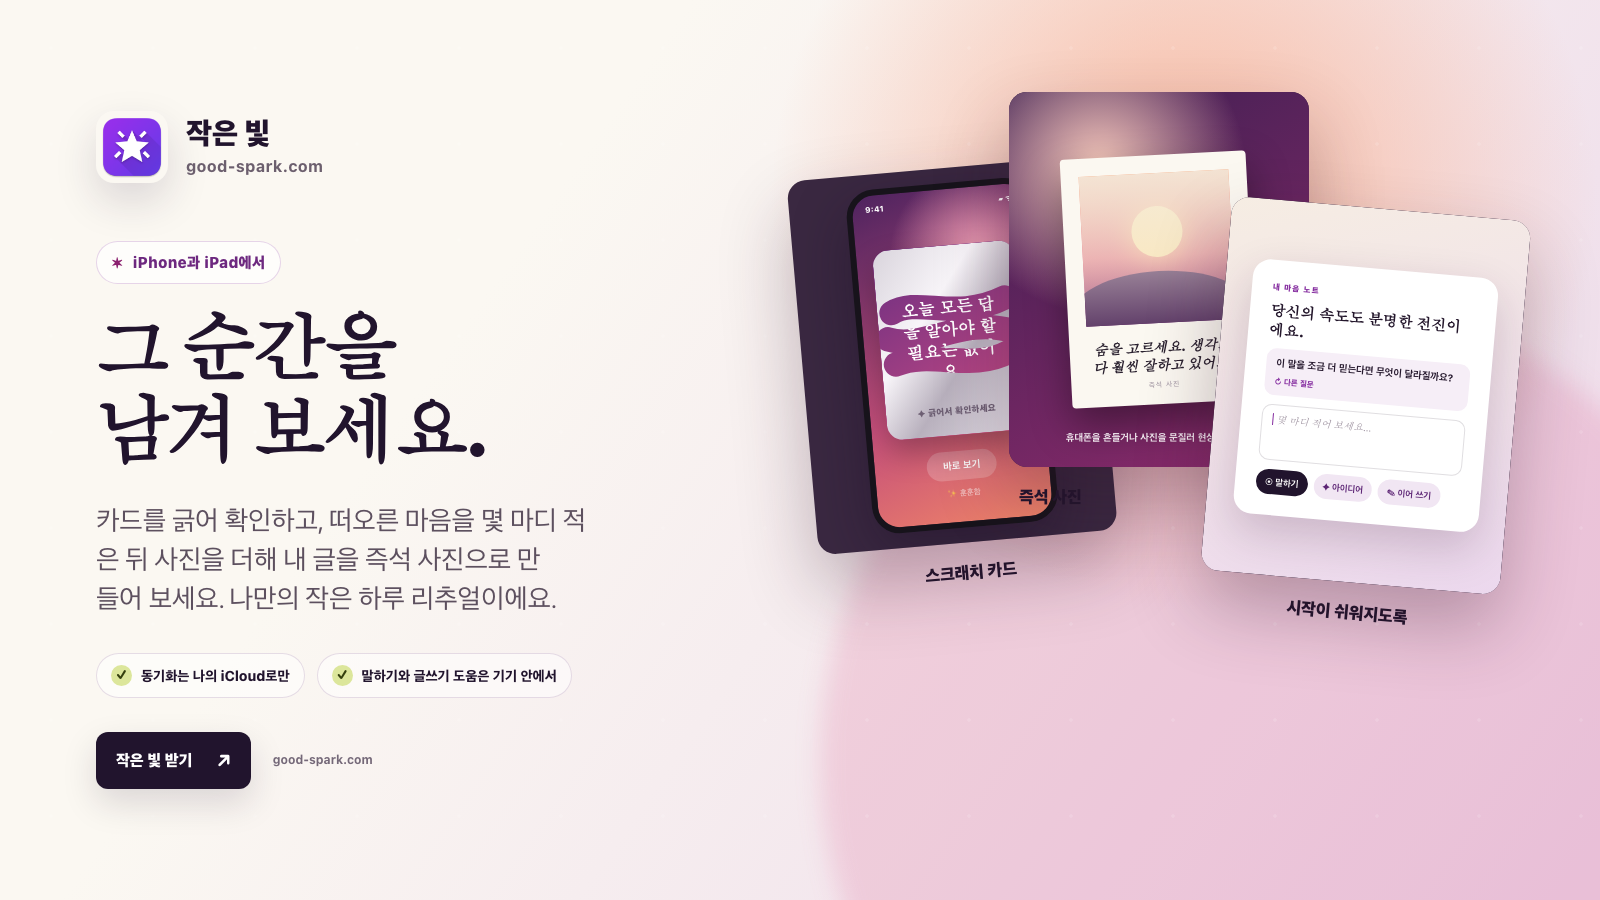 작은 빛
good-spark.com
iPhone과 iPad에서
그 순간을
남겨 보세요.
카드를 긁어 확인하고, 떠오른 마음을 몇 마디 적
은 뒤 사진을 더해 내 글을 즉석 사진으로 만
들어 보세요. 나만의 작은 하루 리추얼이에요.
동기화는 나의 iCloud로만
말하기와 글쓰기 도움은 기기 안에서
작은 빛 받기
good-spark.com
9:41
오늘 모든 답
을 알아야 할
필요는 없어
요
긁어서 확인하세요
바로 보기
훈훈함
스크래치 카드
숨을 고르세요.
다 훨씬 잘하고 있어
즉석 사진
휴대폰을 흔들거나 사진을 문질러 현상
즉석 사진
내 마음 노트
당신의 속도도 분명한 전진이
에요.
이 말을 조금 더 믿는다면 무엇이 달라질까요?
다른 질문
몇 마디 적어 보세요...
말하기
아이디어
이어 쓰기
시작이 쉬워지도록